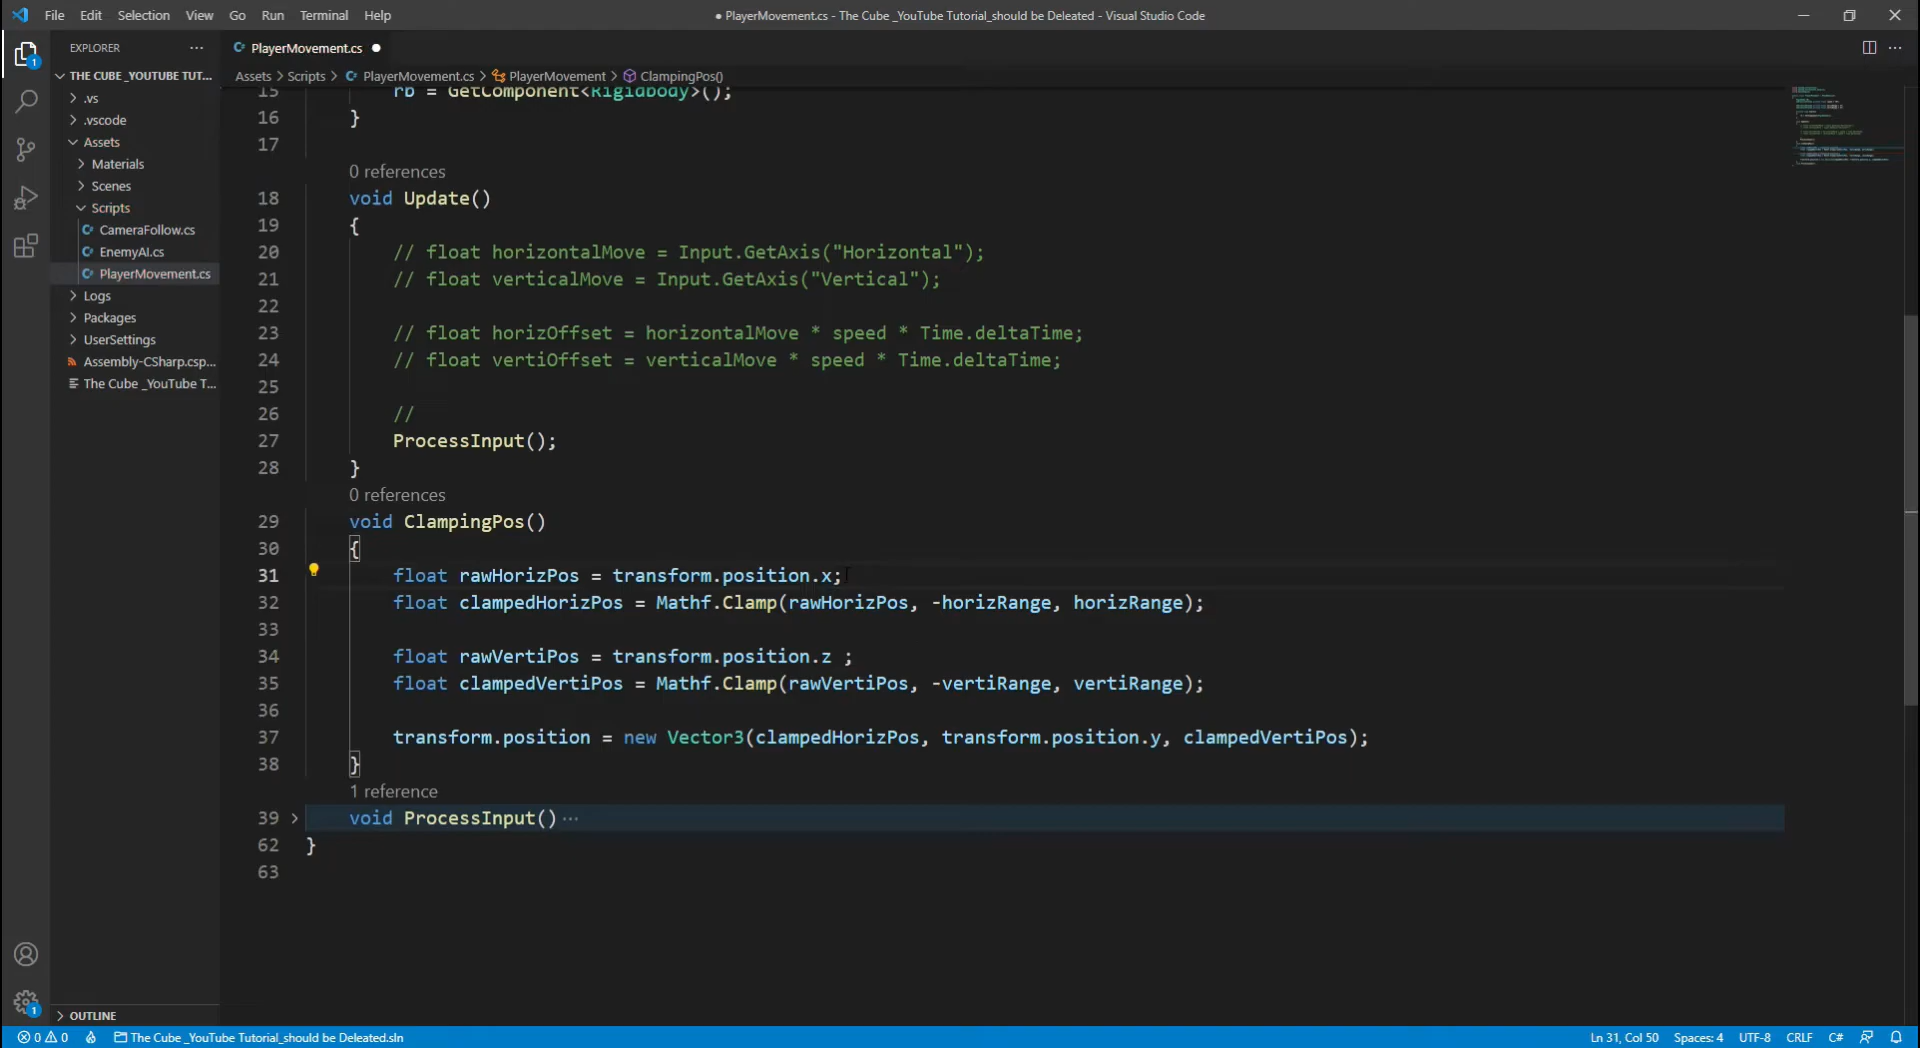 File Edit Selection View Go Run Terminal Help
● PlayerMovement.cs - The Cube _YouTube Tutorial_should be Deleated - Visual Studio Code
EXPLORER ···
THE CUBE _YOUTUBE TUT...
.vs
.vscode
Assets
Materials
Scenes
Scripts
CameraFollow.cs
EnemyAI.cs
PlayerMovement.cs
Logs
Packages
UserSettings
Assembly-CSharp.csp...
The Cube _YouTube T...
OUTLINE
1
1
PlayerMovement.cs ●
Assets > Scripts > PlayerMovement.cs > PlayerMovement > ClampingPos()
15 rb = GetComponent<Rigidbody>();
16 }
17
0 references
18 void Update()
19 {
20 // float horizontalMove = Input.GetAxis("Horizontal");
21 // float verticalMove = Input.GetAxis("Vertical");
22
23 // float horizOffset = horizontalMove * speed * Time.deltaTime;
24 // float vertiOffset = verticalMove * speed * Time.deltaTime;
25
26 //
27 ProcessInput();
28 }
0 references
29 void ClampingPos()
30 {
31 float rawHorizPos = transform.position.x;
32 float clampedHorizPos = Mathf.Clamp(rawHorizPos, -horizRange, horizRange);
33
34 float rawVertiPos = transform.position.z ;
35 float clampedVertiPos = Mathf.Clamp(rawVertiPos, -vertiRange, vertiRange);
36
37 transform.position = new Vector3(clampedHorizPos, transform.position.y, clampedVertiPos);
38 }
1 reference
39 void ProcessInput() ···
62 }
63
0 0 The Cube _YouTube Tutorial_should be Deleated.sln
Ln 31, Col 50 Spaces: 4 UTF-8 CRLF C#